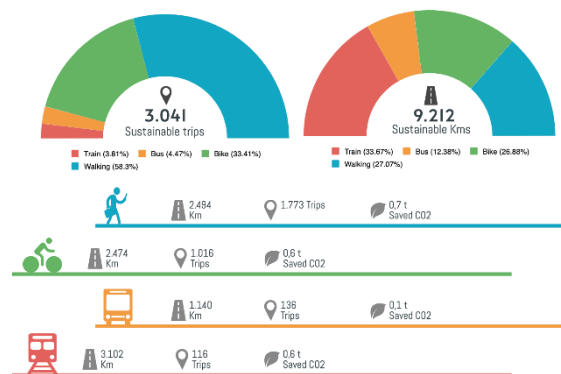 3.041
Sustainable trips
Train (3.81%) Bus (4.47%) Bike (33.41%)
Walking (58.3%)
9.212
Sustainable Kms
Train (33.67%) Bus (12.38%) Bike (26.88%)
Walking (27.07%)
2.494
Km
1.773 Trips
0,7 t
Saved CO2
2.474
Km
1.016
Trips
0,6 t
Saved CO2
1.140
Km
136
Trips
0,1 t
Saved CO2
3.102
Km
116
Trips
0,6 t
Saved CO2